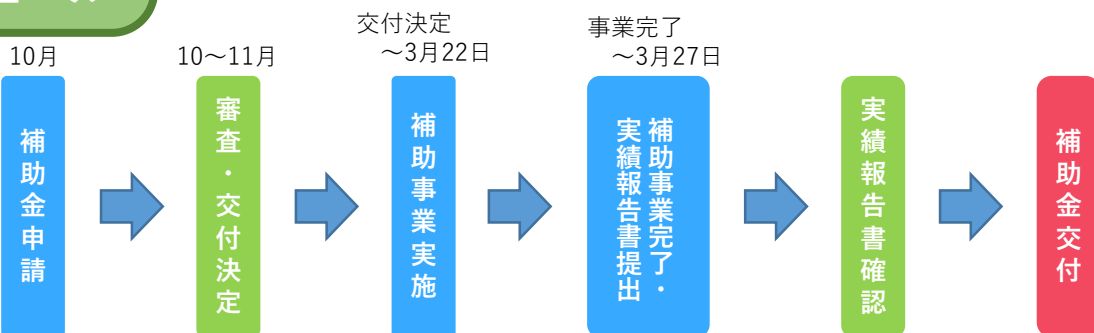 10月
補助金申請
10～11月
審査・交付決定
交付決定
～3月22日
補助事業実施
事業完了
～3月27日
補助事業完了・
実績報告書提出
実績報告書確認
補助金交付